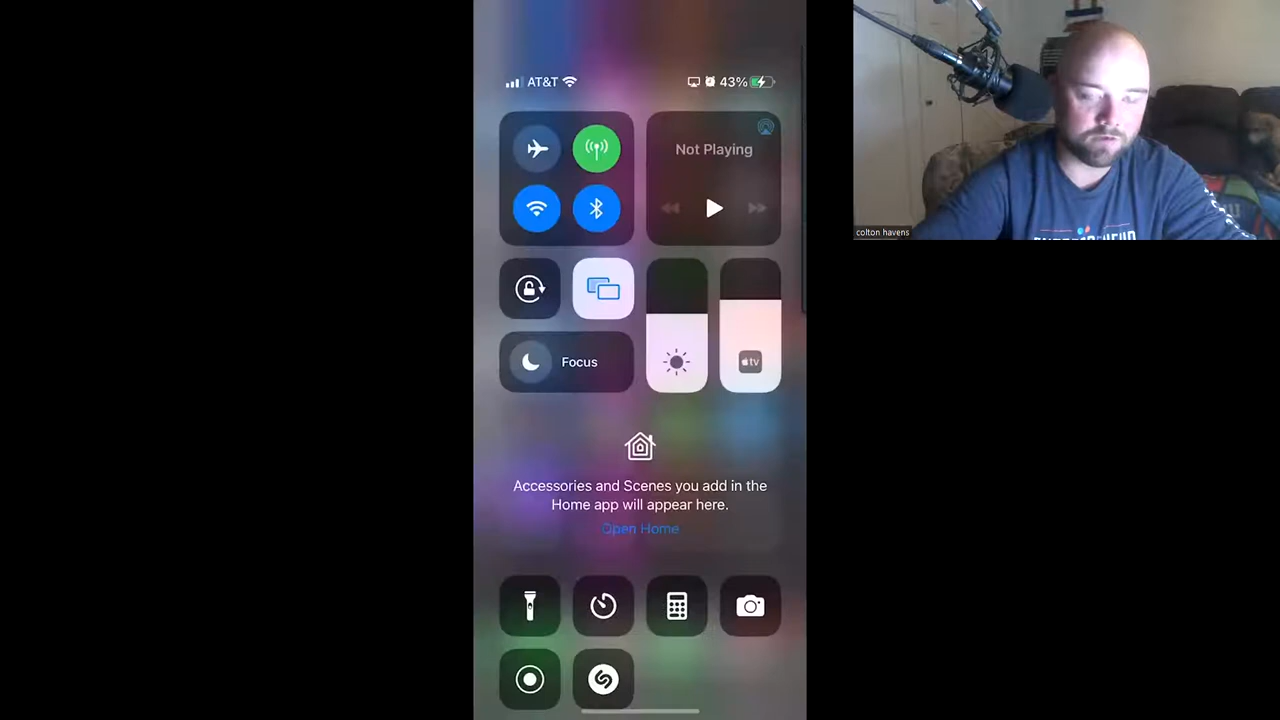 AT&T
43%
Not Playing
Focus
tv
Accessories and Scenes you add in the
Home app will appear here.
Open Home
colton havens